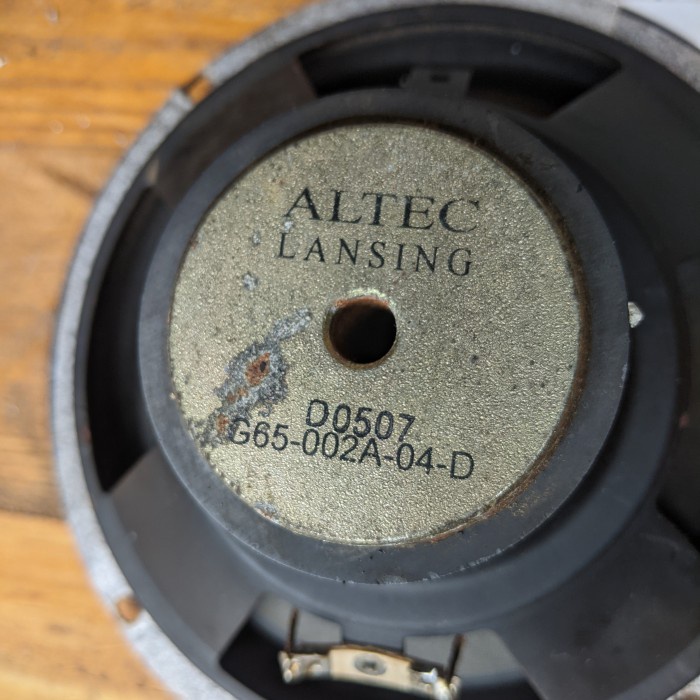 ALTEC
LANSING
D0507
G65-002A-04-D